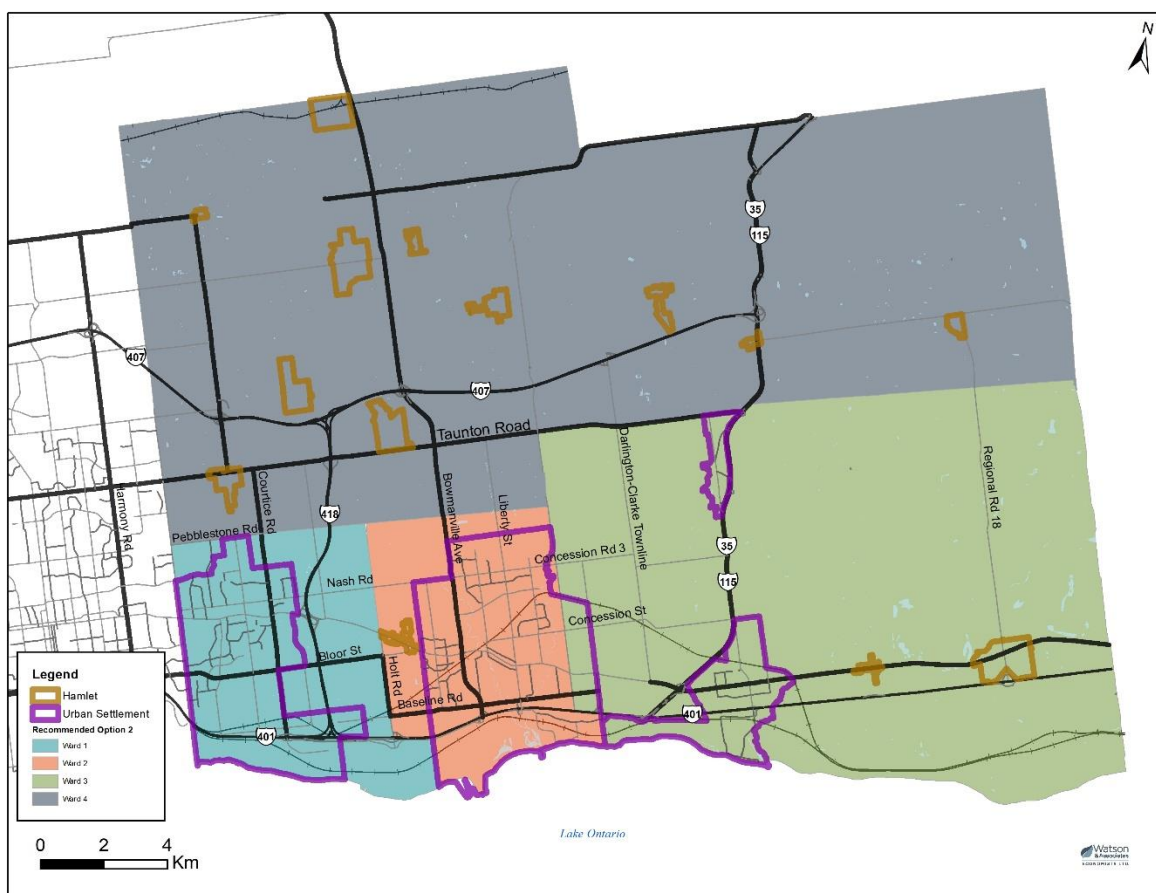 N
35
115
407
407
Taunton Road
Harmony Rd
Courtice Rd
418
Bowmanville Ave
Liberty St
Darlington-Clarke Townline
Regional Rd 18
Pebblestone Rd
Concession Rd 3
35
115
Nash Rd
Concession St
Bloor St
Holt Rd
Baseline Rd
401
401
Legend
Hamlet
Urban Settlement
Recommended Option 2
Ward 1
Ward 2
Ward 3
Ward 4
0 2 4
Km
Lake Ontario
Watson
& Associates
ECONOMISTS LTD.